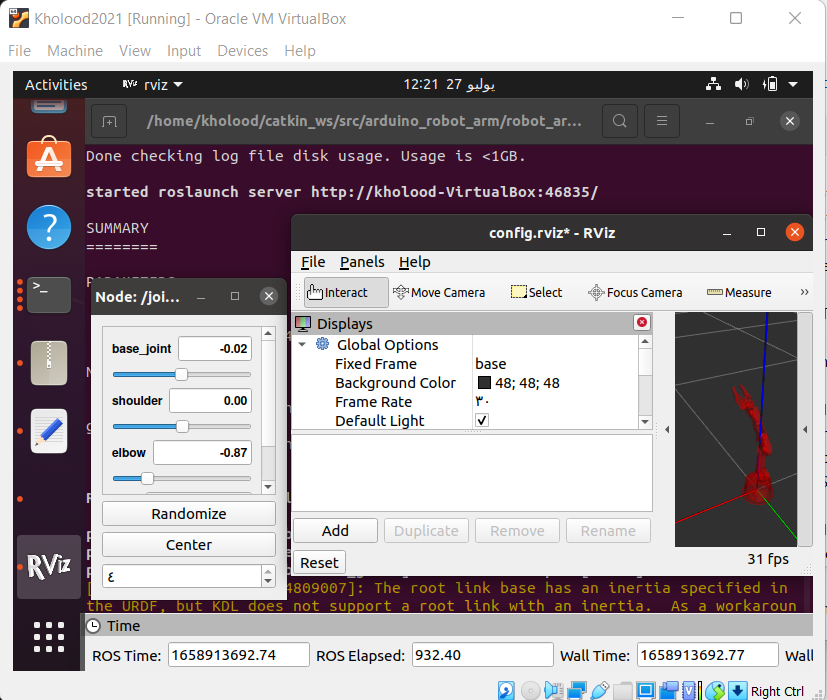 Kholood2021 [Running] - Oracle VM VirtualBox
File Machine View Input Devices Help
Activities
rviz
12:21 27 يوليو
/home/kholood/catkin_ws/src/arduino_robot_arm/robot_ar...
Done checking log file disk usage. Usage is <1GB.
started roslaunch server http://kholood-VirtualBox:46835/
SUMMARY
========
config.rviz* - RViz
File Panels Help
Interact Move Camera Select Focus Camera Measure
Displays
Global Options
Fixed Frame base
Background Color 48; 48; 48
Frame Rate ٣٠
Default Light
Add Duplicate Remove Rename
Reset
31 fps
Node: /joi...
base_joint -0.02
shoulder 0.00
elbow -0.87
Randomize
Center
٤
RViz
4809007]: The root link base has an inertia specified in
the URDF, but KDL does not support a root link with an inertia. As a workaroun
Time
ROS Time: 1658913692.74 ROS Elapsed: 932.40 Wall Time: 1658913692.77 Wall
Right Ctrl